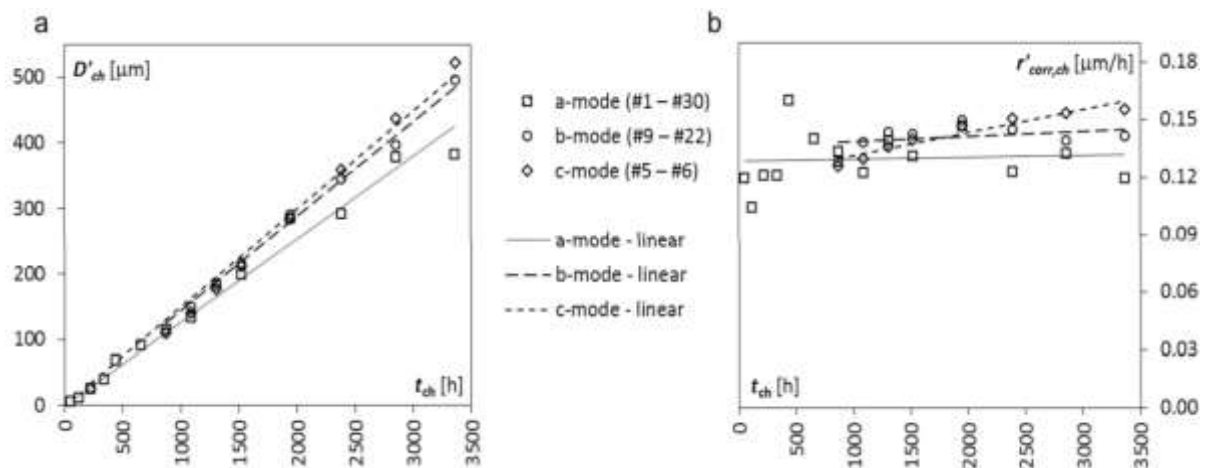 a
D'ch [µm]
500
400
300
200
100
0
0
500
1000
1500
2000
2500
3000
3500
tch [h]
a-mode (#1 – #30)
b-mode (#9 – #22)
c-mode (#5 – #6)
a-mode - linear
b-mode - linear
c-mode - linear
b
r'corr,ch [µm/h]
0.18
0.15
0.12
0.09
0.06
0.03
0.00
tch [h]
0
500
1000
1500
2000
2500
3000
3500